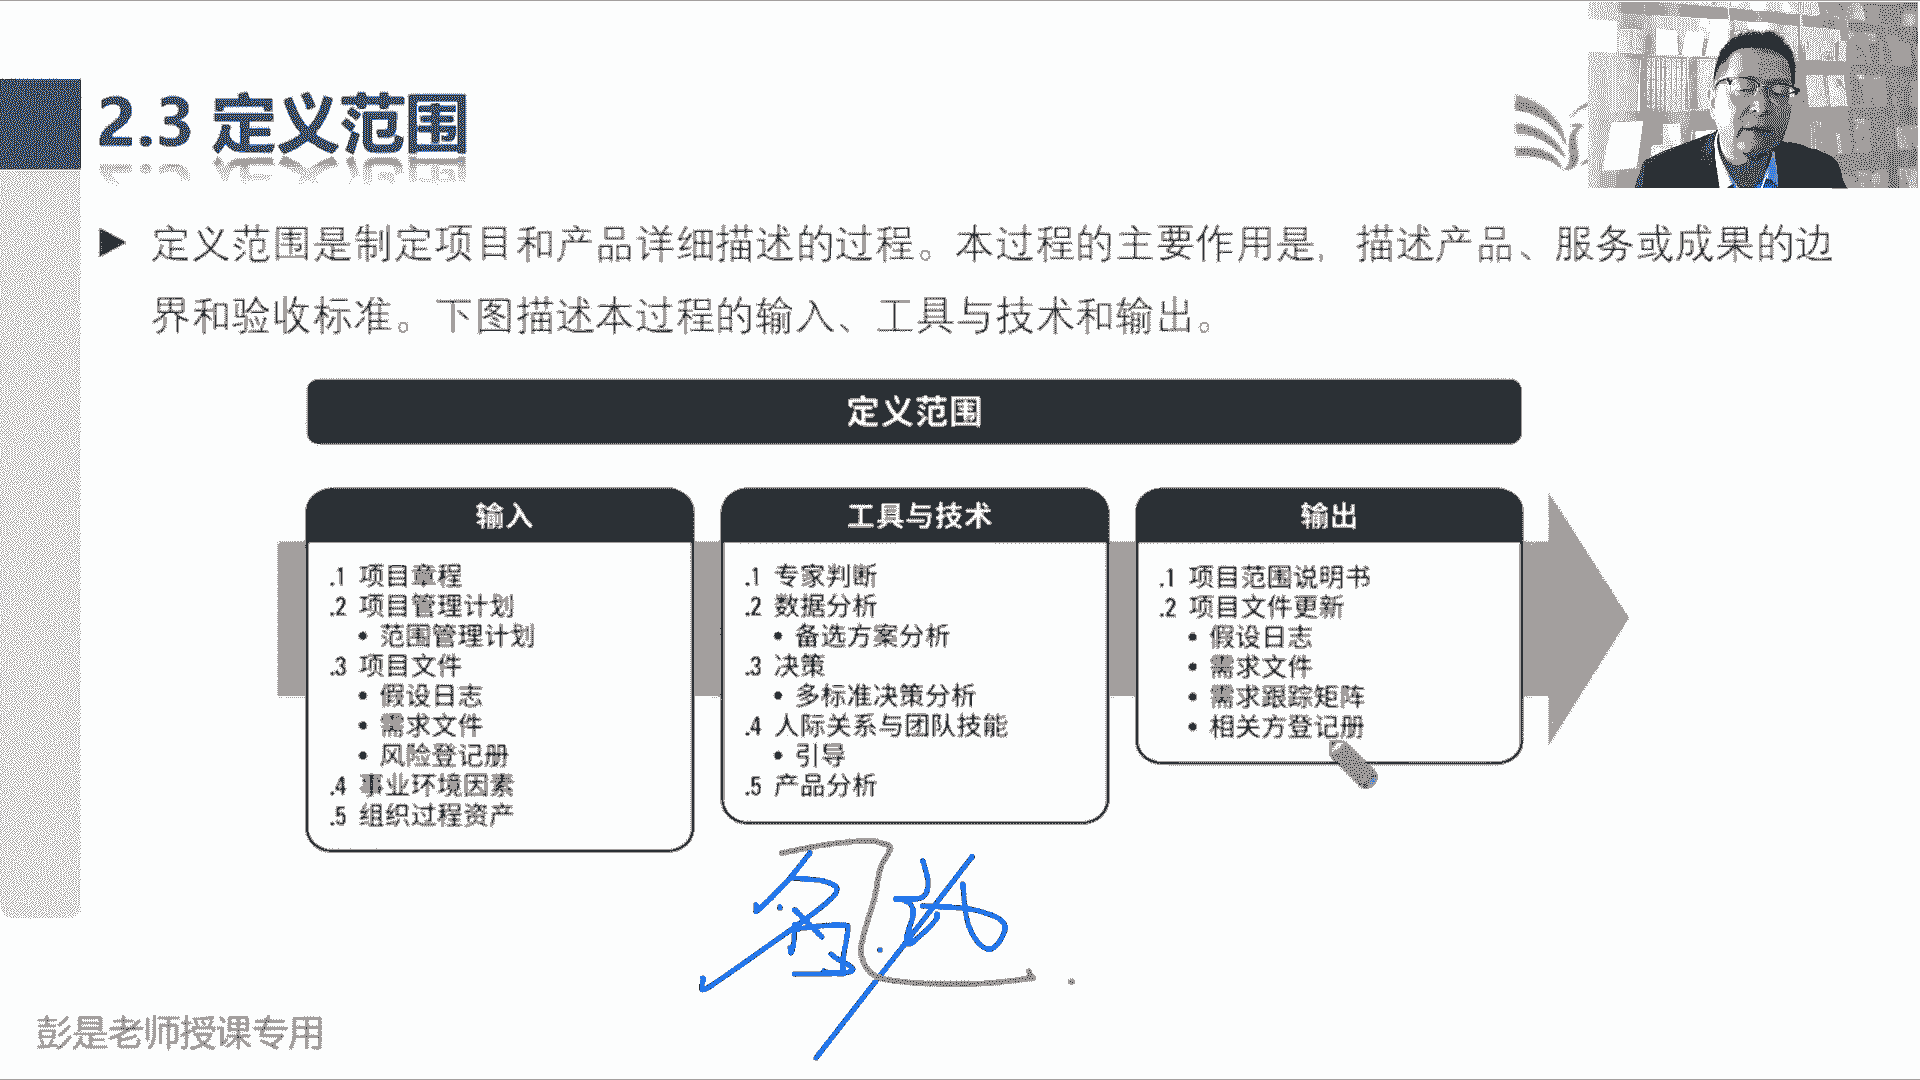 2.3 定义范围
▶ 定义范围是制定项目和产品详细描述的过程。本过程的主要作用是，描述产品、服务或成果的边
界和验收标准。下图描述本过程的输入、工具与技术和输出。
定义范围
输入
.1 项目章程
.2 项目管理计划
• 范围管理计划
.3 项目文件
• 假设日志
• 需求文件
• 风险登记册
.4 事业环境因素
.5 组织过程资产
工具与技术
.1 专家判断
.2 数据分析
• 备选方案分析
.3 决策
• 多标准决策分析
.4 人际关系与团队技能
• 引导
.5 产品分析
输出
.1 项目范围说明书
.2 项目文件更新
• 假设日志
• 需求文件
• 需求跟踪矩阵
• 相关方登记册
彭是老师授课专用